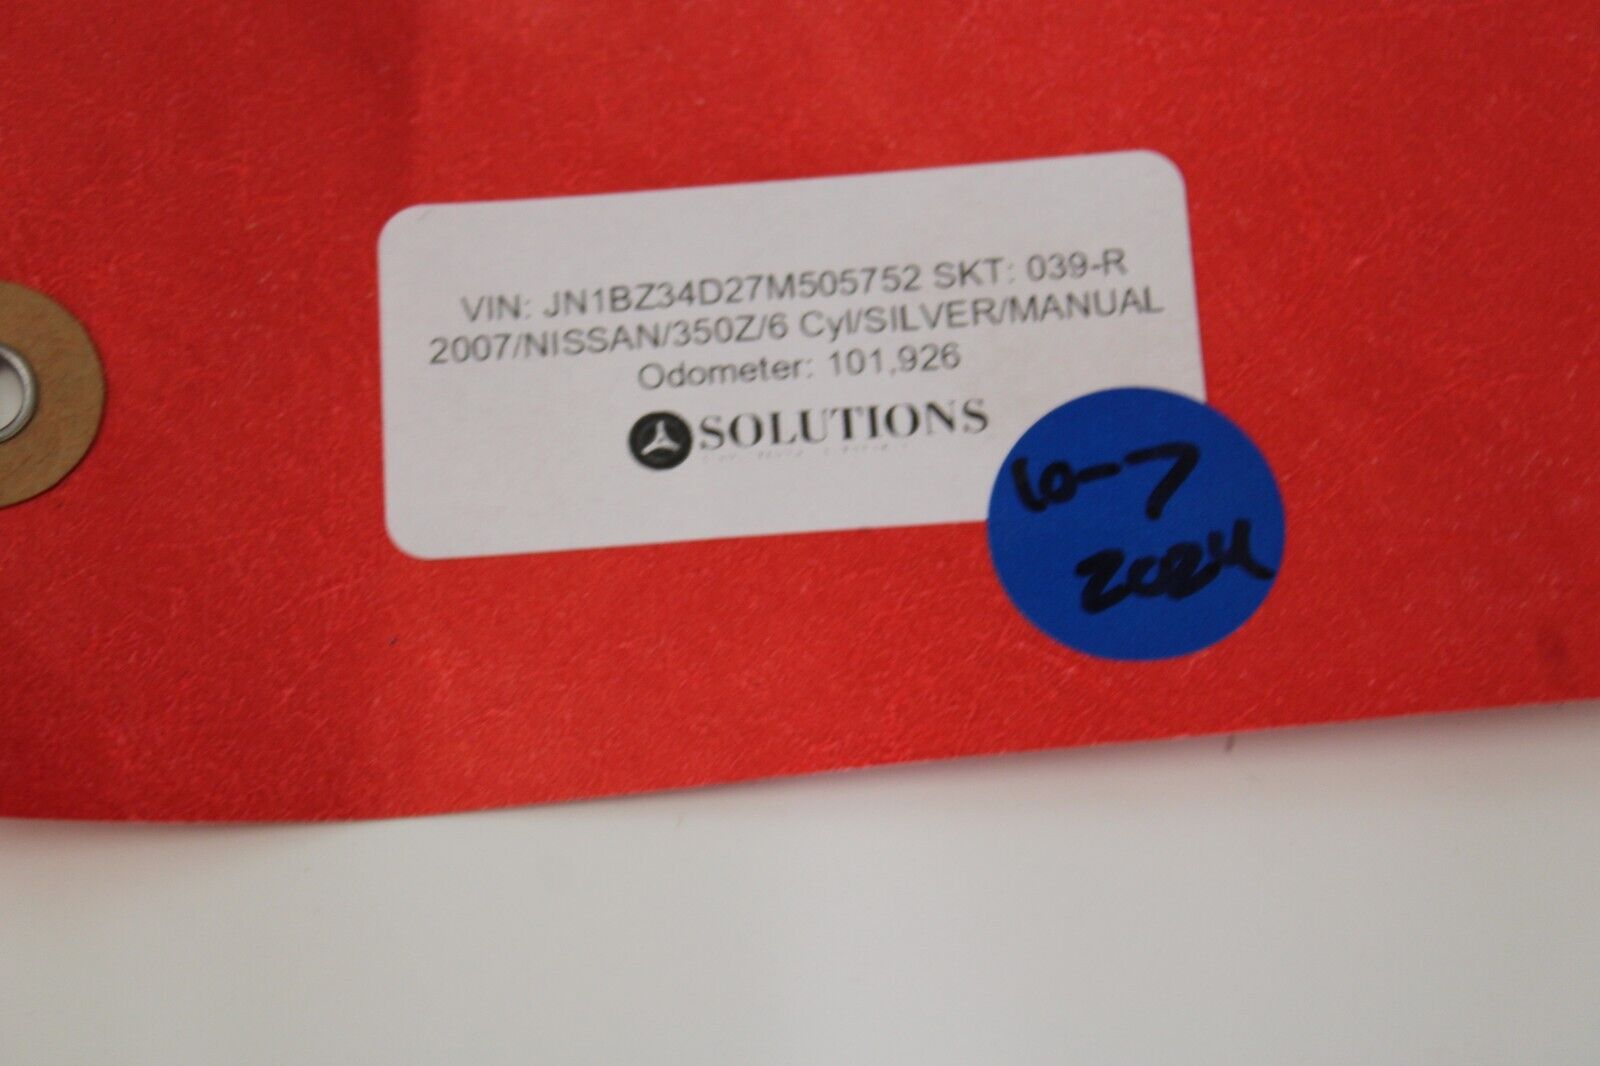 VIN: JN1BZ34D27M505752 SKT: 039-R
2007/NISSAN/350Z/6 Cyl/SILVER/MANUAL
Odometer: 101,926
SOLUTIONS
10-7
2024